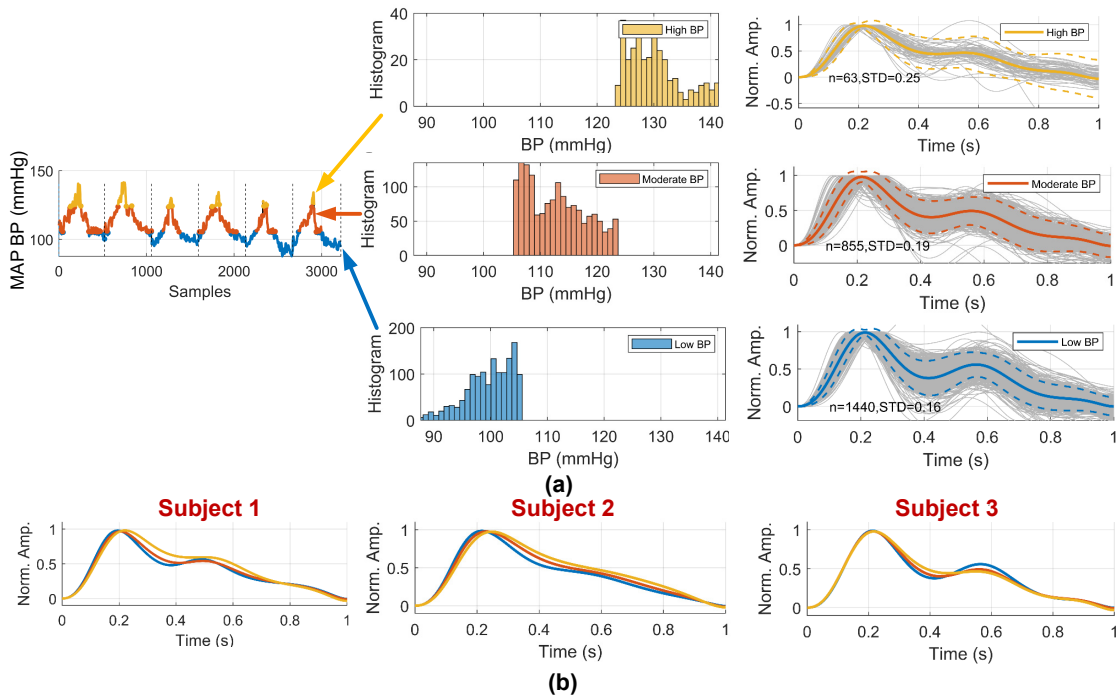 40
20
0
Histogram
High BP
90
100
110
120
130
140
BP (mmHg)
1
0.5
0
-0.5
Norm. Amp.
High BP
n=63,STD=0.25
0
0.2
0.4
0.6
0.8
1
Time (s)
MAP BP (mmHg)
150
100
0
1000
2000
3000
Samples
100
50
0
Histogram
Moderate BP
90
100
110
120
130
140
BP (mmHg)
1
0.5
0
Norm. Amp.
Moderate BP
n=855,STD=0.19
0
0.2
0.4
0.6
0.8
1
Time (s)
200
100
0
Histogram
Low BP
90
100
110
120
130
140
BP (mmHg)
1
0.5
0
Norm. Amp.
Low BP
n=1440,STD=0.16
0
0.2
0.4
0.6
0.8
1
Time (s)
(a)
Subject 1
Norm. Amp.
1
0.5
0
0
0.2
0.4
0.6
0.8
1
Time (s)
Subject 2
Norm. Amp.
1
0.5
0
0
0.2
0.4
0.6
0.8
1
Time (s)
Subject 3
Norm. Amp.
1
0.5
0
0
0.2
0.4
0.6
0.8
1
Time (s)
(b)